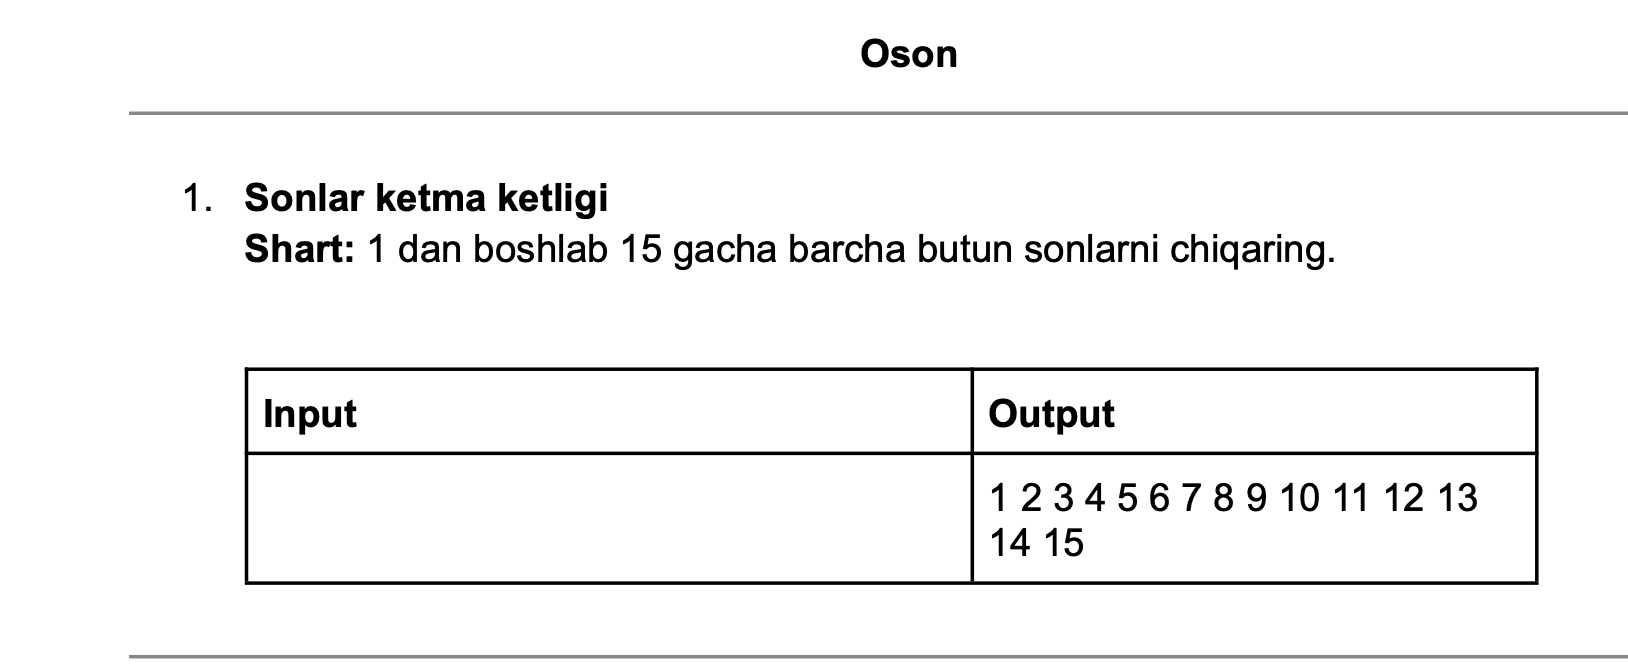 Oson
1. Sonlar ketma ketligi
Shart: 1 dan boshlab 15 gacha barcha butun sonlarni chiqaring.
Input
Output
1 2 3 4 5 6 7 8 9 10 11 12 13
14 15